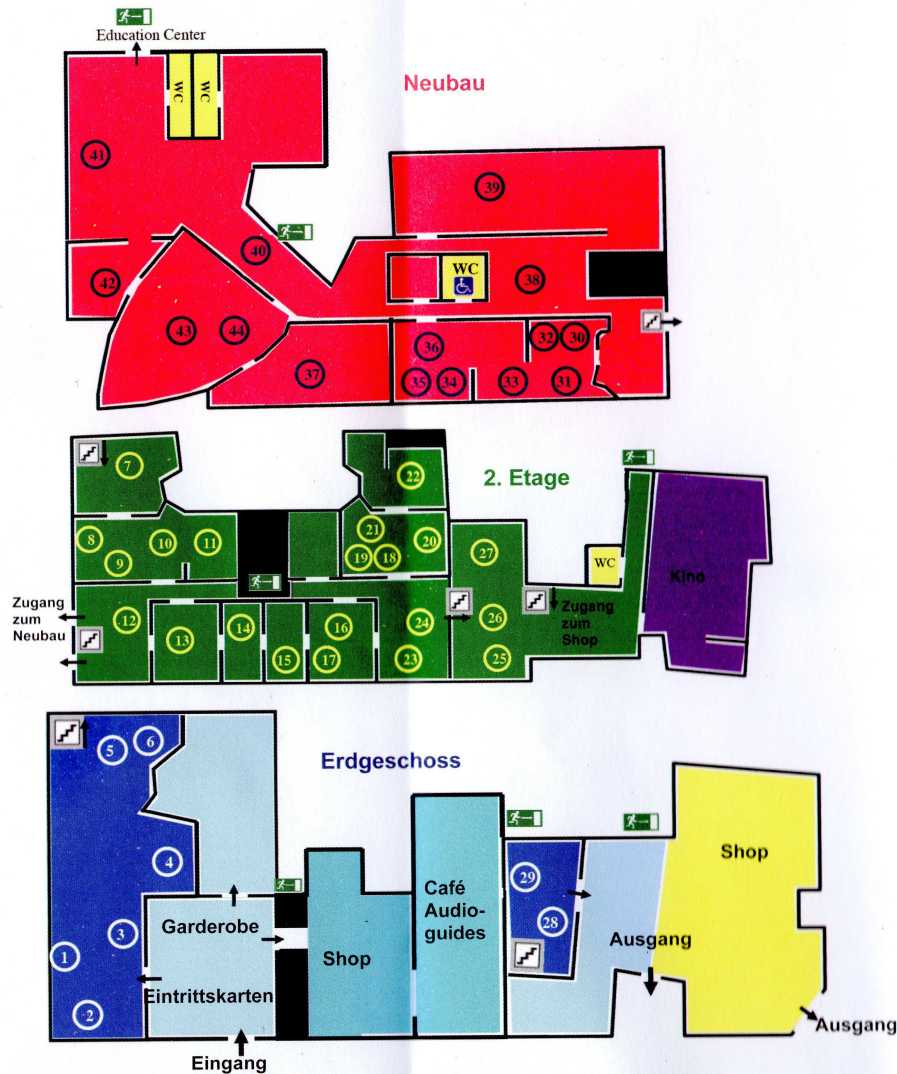 Education Center
WC
WC
Neubau
41
39
40
42
WC
38
43
44
36
32
30
37
35
34
33
31
2. Etage
7
22
8
9
10
11
21
20
19
18
27
WC
Kino
Zugang
zum
Neubau
12
13
14
15
16
17
24
23
26
25
Zugang
zum
Shop
Erdgeschoss
5
6
4
3
1
2
Garderobe
Eintrittskarten
Eingang
Shop
Café
Audio-
guides
29
28
Ausgang
Shop
Ausgang